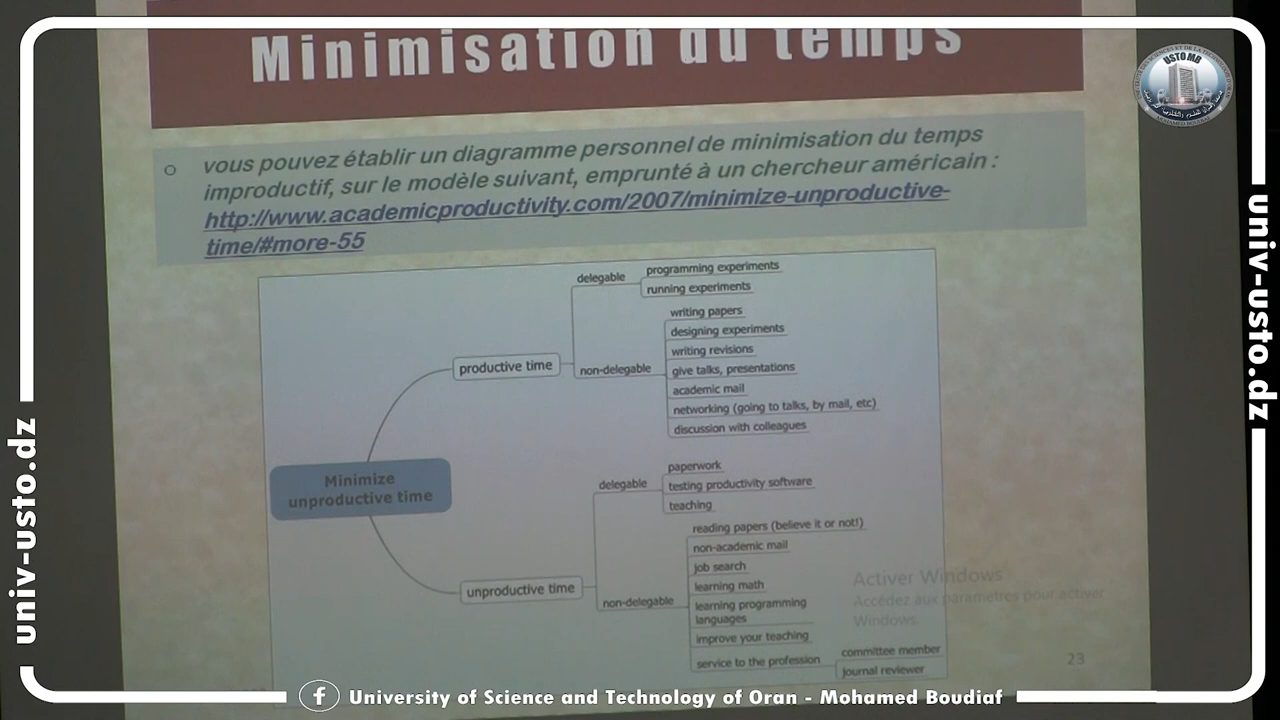 Minimisation du temps
USTO MB
vous pouvez établir un diagramme personnel de minimisation du temps
improductif, sur le modèle suivant, emprunté à un chercheur américain :
http://www.academicproductivity.com/2007/minimize-unproductive-
time/#more-55
Minimize
unproductive time
productive time
delegable
programming experiments
running experiments
non-delegable
writing papers
designing experiments
writing revisions
give talks, presentations
academic mail
networking (going to talks, by mail, etc)
discussion with colleagues
unproductive time
delegable
paperwork
testing productivity software
teaching
non-delegable
reading papers (believe it or not!)
non-academic mail
job search
learning math
learning programming
languages
improve your teaching
service to the profession
committee member
journal reviewer
Activer Windows
Accédez aux paramètres pour activer
Windows
23
univ-usto.dz
univ-usto.dz
University of Science and Technology of Oran - Mohamed Boudiaf